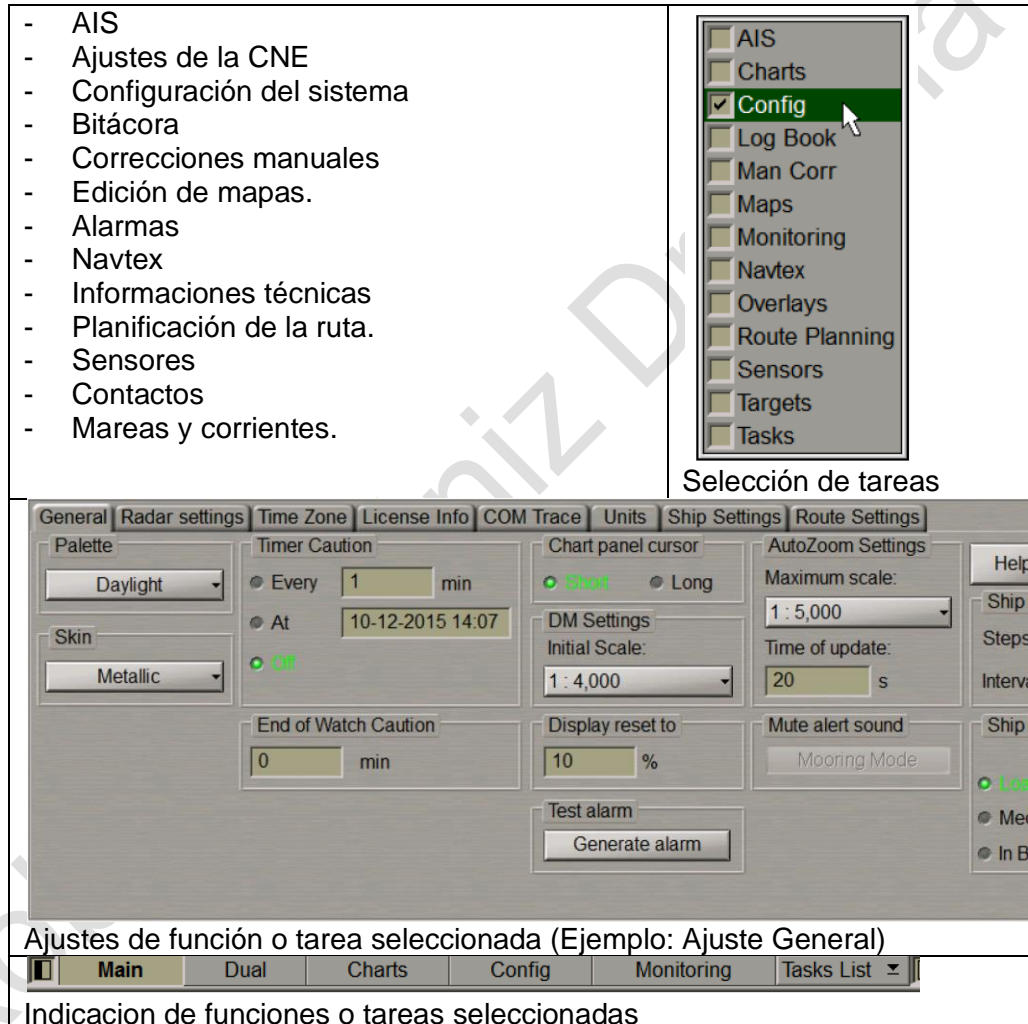 - AIS
- Ajustes de la CNE
- Configuración del sistema
- Bitácora
- Correcciones manuales
- Edición de mapas.
- Alarmas
- Navtex
- Informaciones técnicas
- Planificación de la ruta.
- Sensores
- Contactos
- Mareas y corrientes.
AIS
Charts
Config
Log Book
Man Corr
Maps
Monitoring
Navtex
Overlays
Route Planning
Sensors
Targets
Tasks
Selección de tareas
General Radar settings Time Zone License Info COM Trace Units Ship Settings Route Settings
Palette Timer Caution Chart panel cursor AutoZoom Settings
Daylight Every 1 min Short Long Maximum scale: Help
At 10-12-2015 14:07 DM Settings 1 : 5,000 Ship
Skin Initial Scale: Time of update: Steps
Metallic Off 1 : 4,000 20 s
End of Watch Caution Display reset to Mute alert sound Ship
0 min 10 % Mooring Mode
Test alarm
Generate alarm In B
Ajustes de función o tarea seleccionada (Ejemplo: Ajuste General)
Main Dual Charts Config Monitoring Tasks List
Indicacion de funciones o tareas seleccionadas